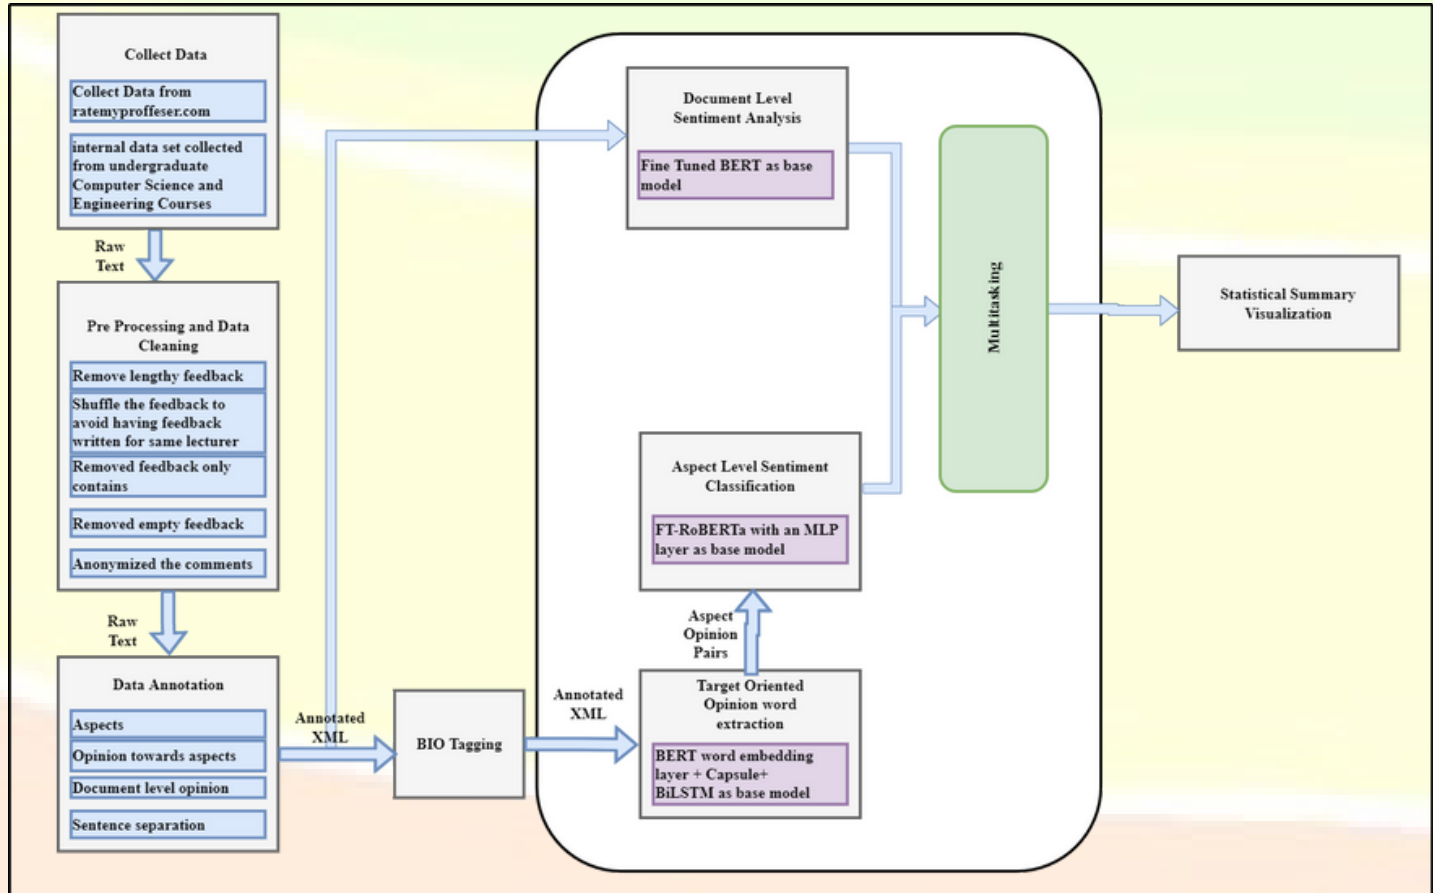 Collect Data
Collect Data from
ratemyproffeser.com
internal data set collected
from undergraduate
Computer Science and
Engineering Courses
Raw
Text
Pre Processing and Data
Cleaning
Remove lengthy feedback
Shuffle the feedback to
avoid having feedback
written for same lecturer
Removed feedback only
contains
Removed empty feedback
Anonymized the comments
Raw
Text
Data Annotation
Aspects
Opinion towards aspects
Document level opinion
Sentence separation
Annotated
XML
BIO Tagging
Annotated
XML
Target Oriented
Opinion word
extraction
BERT word embedding
layer + Capsule+
BiLSTM as base model
Aspect
Opinion
Pairs
Aspect Level Sentiment
Classification
FT-RoBERTa with an MLP
layer as base model
Document Level
Sentiment Analysis
Fine Tuned BERT as base
model
Multitasking
Statistical Summary
Visualization